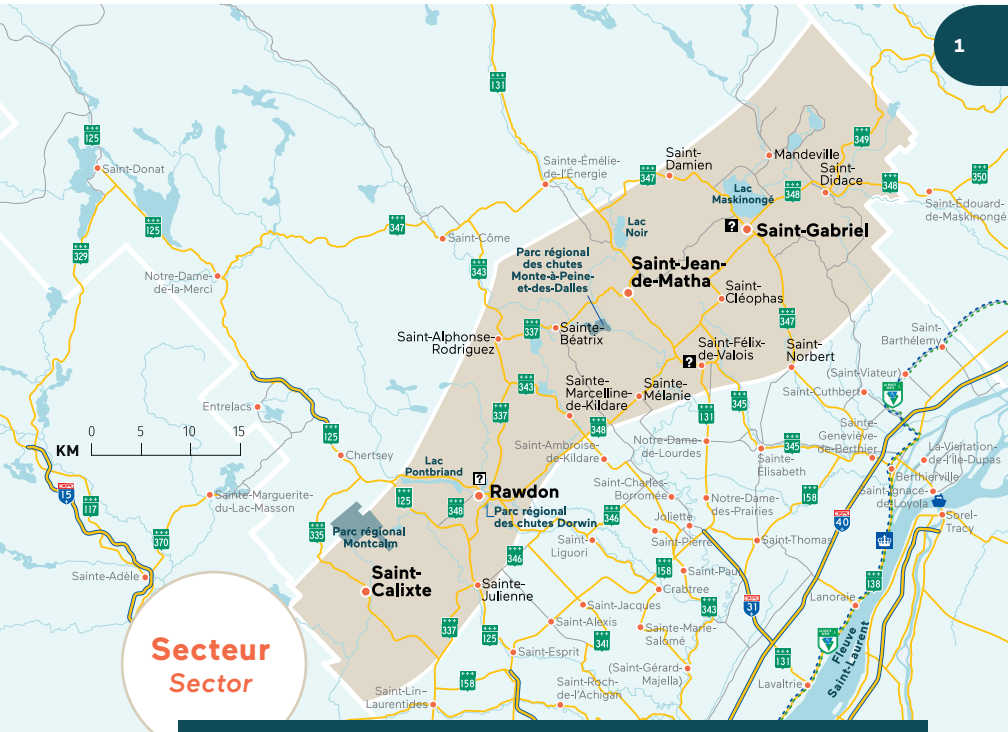 1
131
125
Saint-Donat
Sainte-Émélie-
de-l'Énergie
347
Saint-
Damien
Mandeville
349
Saint-
Didace
348
348
350
Saint-Édouard-
de-Maskinongé
Lac
Maskinongé
?
Saint-Gabriel
125
347
Saint-Côme
329
343
Notre-Dame-
de-la-Merci
Lac
Noir
Parc régional
des chutes
Monte-à-Peine-
et-des-Dalles
Saint-Jean-
de-Matha
Saint-
Cléophas
347
Saint-Alphonse-
Rodriguez
337
Sainte-
Béatrix
?
Saint-Félix-
de-Valois
Saint-
Norbert
Saint-
Barthélemy
(Saint-Viateur)
Saint-Cuthbert
343
337
Sainte-
Marcelline-
de-Kildare
Sainte-
Mélanie
348
131
345
345
Entrelacs
KM
0
5
10
15
125
Chertsey
Saint-Ambroise-
de-Kildare
Notre-Dame-
de-Lourdes
Sainte-
Élisabeth
Sainte-
Geneviève-
de-Berthier
La-Visitation-
de-l'Île-Dupas
Berthierville
Saint-Ignace-
de-Loyola
Sorel-
Tracy
Lac
Pontbriand
?
Rawdon
125
348
Parc régional
des chutes Dorwin
346
Saint-Charles-
Borromée
Notre-Dame-
des-Prairies
158
40
15
117
Sainte-Marguerite-
du-Lac-Masson
370
335
Parc régional
Montcalm
346
Saint-
Liguori
Joliette
Saint-Pierre
Saint-Thomas
Sainte-Adèle
Saint-
Calixte
Sainte-
Julienne
158
Saint-Paul
Crabtree
343
31
138
Lanoraie
Saint-Jacques
Saint-Alexis
Sainte-Marie-
Salomé
337
125
341
Saint-Esprit
(Saint-Gérard-
Majella)
131
Lavaltrie
Fleuve
Saint-Laurent
158
Saint-Roch-
de-l'Achigan
Saint-Lin–
Laurentides
Secteur
Sector